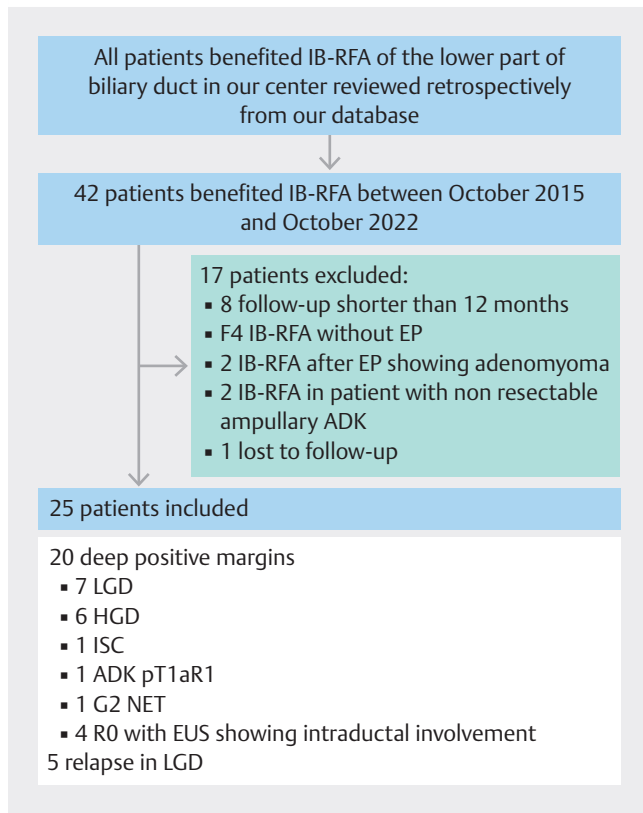 All patients benefited IB-RFA of the lower part of
biliary duct in our center reviewed retrospectively
from our database
42 patients benefited IB-RFA between October 2015
and October 2022
17 patients excluded:
▪ 8 follow-up shorter than 12 months
▪ F4 IB-RFA without EP
▪ 2 IB-RFA after EP showing adenomyoma
▪ 2 IB-RFA in patient with non resectable
ampullary ADK
▪ 1 lost to follow-up
25 patients included
20 deep positive margins
▪ 7 LGD
▪ 6 HGD
▪ 1 ISC
▪ 1 ADK pT1aR1
▪ 1 G2 NET
▪ 4 R0 with EUS showing intraductal involvement
5 relapse in LGD